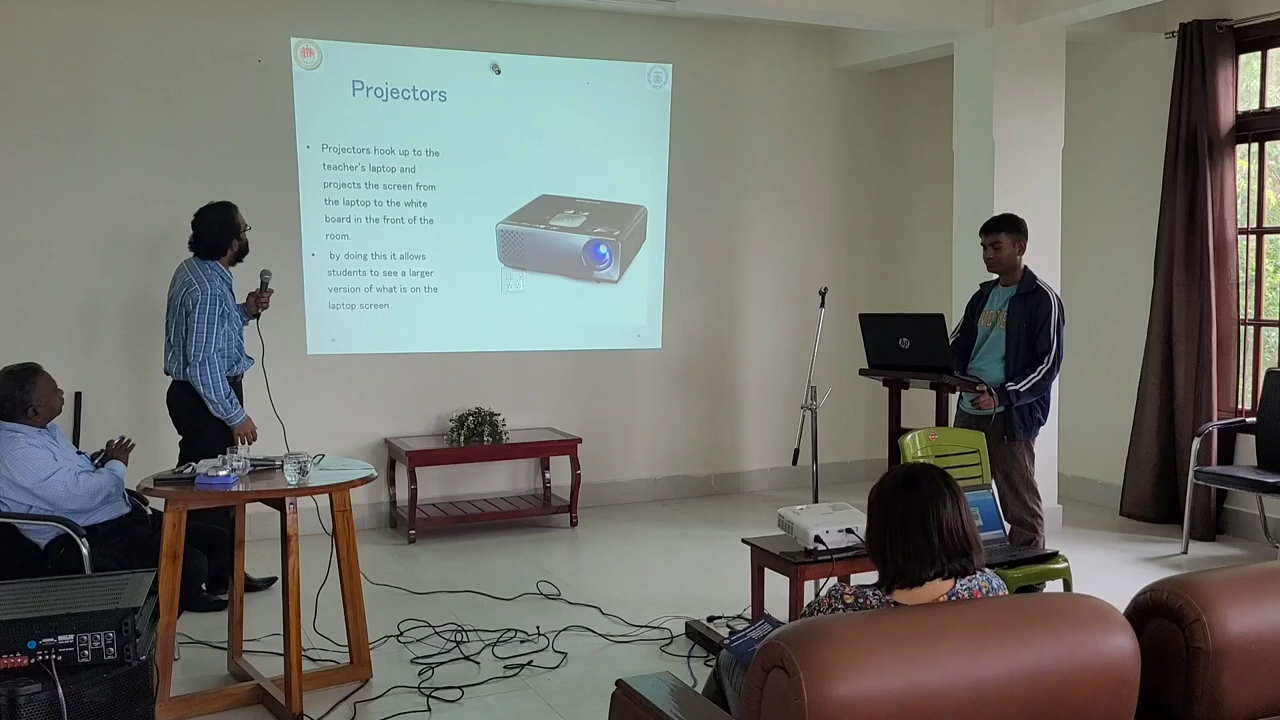 Projectors
• Projectors hook up to the
teacher's laptop and
projects the screen from
the laptop to the white
board in the front of the
room.
• by doing this it allows
students to see a larger
version of what is on the
laptop screen.
hp